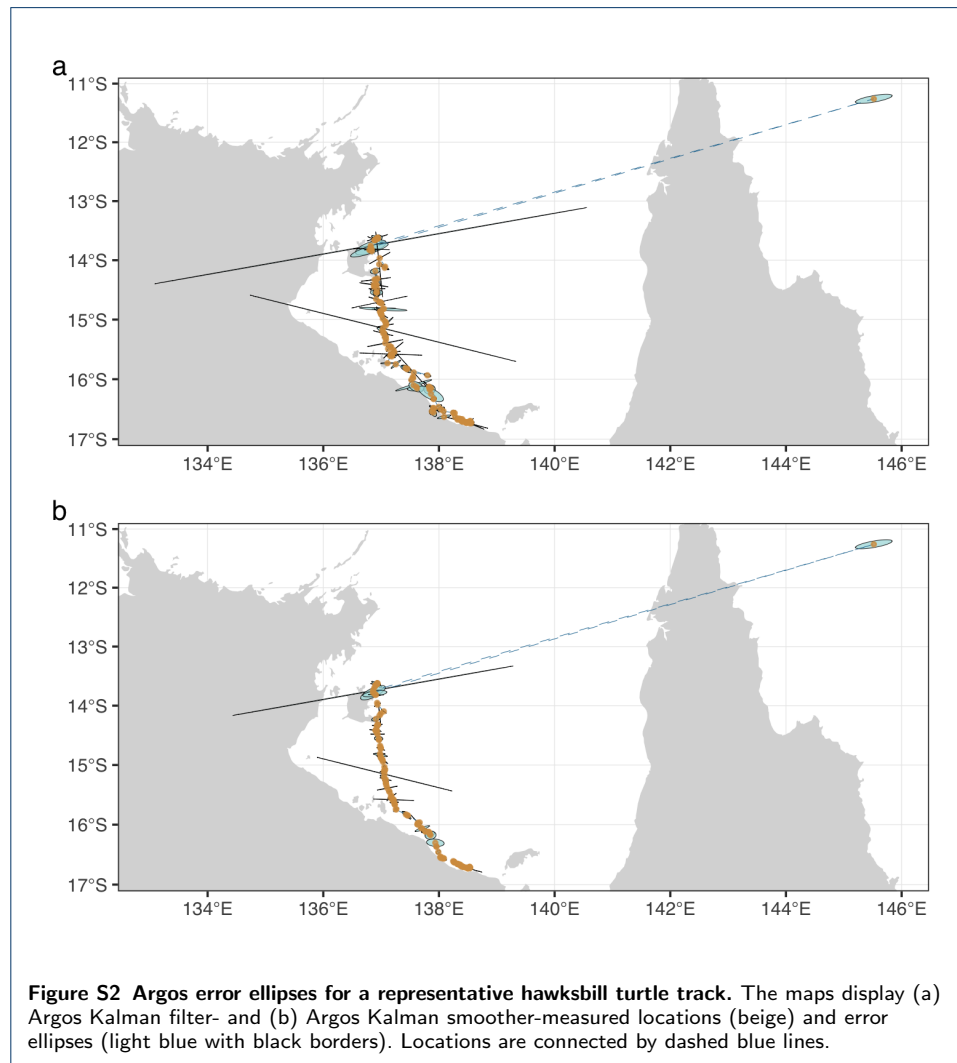 a
11°S
12°S
13°S
14°S
15°S
16°S
17°S
134°E 136°E 138°E 140°E 142°E 144°E 146°E
b
11°S
12°S
13°S
14°S
15°S
16°S
17°S
134°E 136°E 138°E 140°E 142°E 144°E 146°E
Figure S2 Argos error ellipses for a representative hawksbill turtle track. The maps display (a)
Argos Kalman filter- and (b) Argos Kalman smoother-measured locations (beige) and error
ellipses (light blue with black borders). Locations are connected by dashed blue lines.